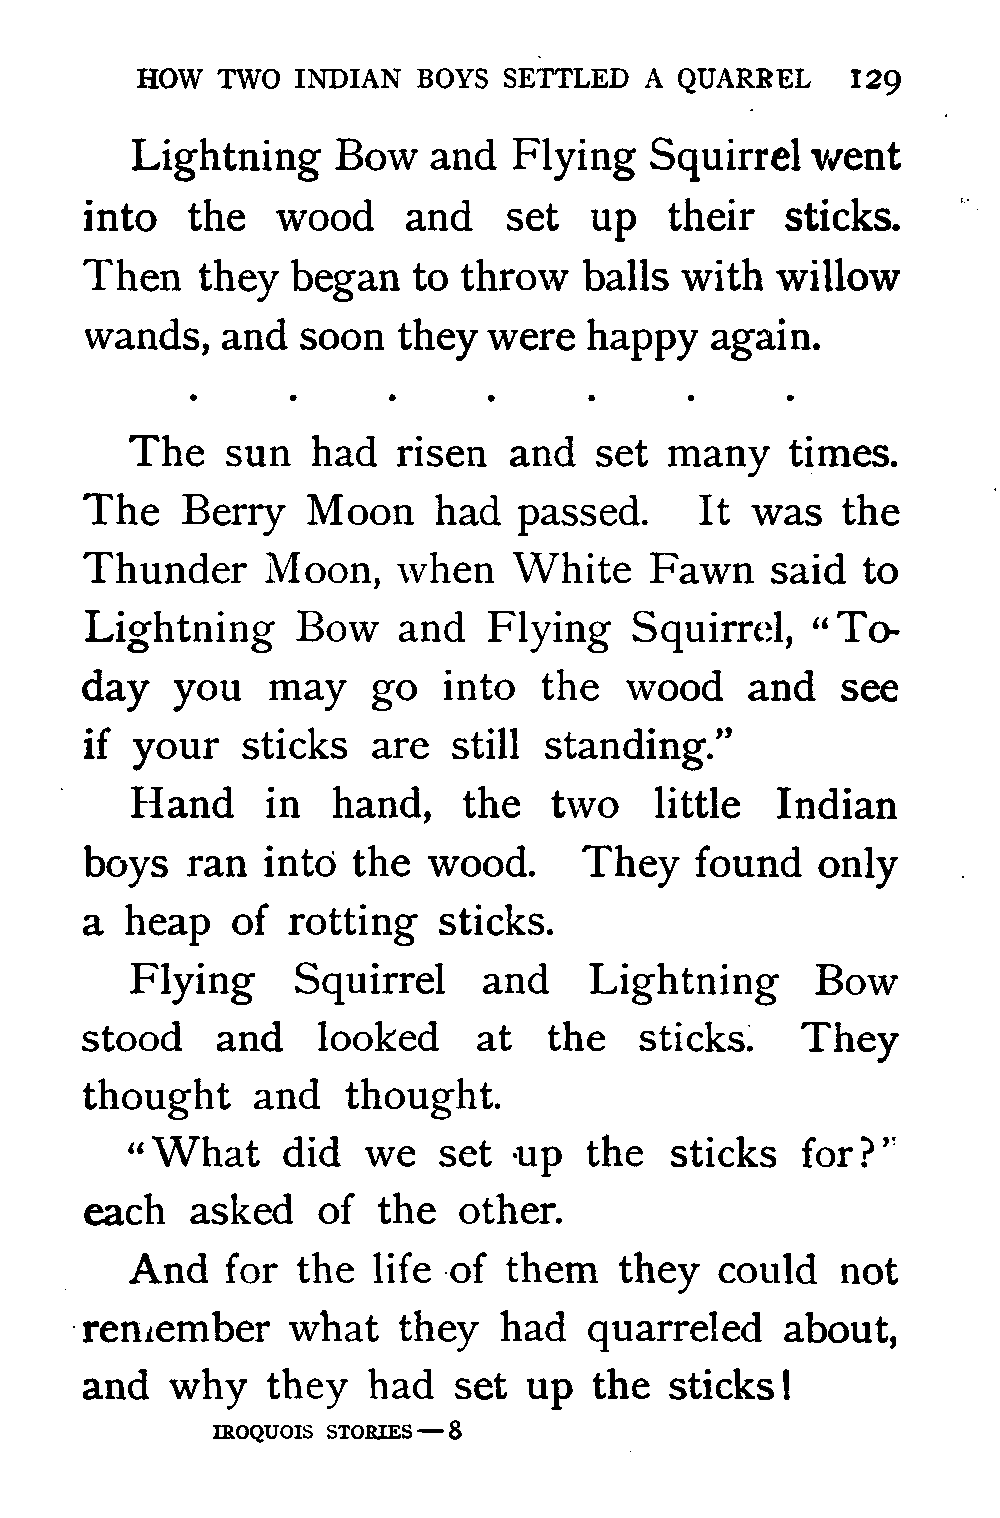 HOW TWO INDIAN BOYS SETTLED A QUARREL 129
Lightning Bow and Flying Squirrel went
into the wood and set up their sticks.
Then they began to throw balls with willow
wands, and soon they were happy again.
. . . . . . .
The sun had risen and set many times.
The Berry Moon had passed. It was the
Thunder Moon, when White Fawn said to
Lightning Bow and Flying Squirrel, “To-
day you may go into the wood and see
if your sticks are still standing.”
Hand in hand, the two little Indian
boys ran into the wood. They found only
a heap of rotting sticks.
Flying Squirrel and Lightning Bow
stood and looked at the sticks. They
thought and thought.
“What did we set up the sticks for?”
each asked of the other.
And for the life of them they could not
remember what they had quarreled about,
and why they had set up the sticks!
IROQUOIS STORIES—8